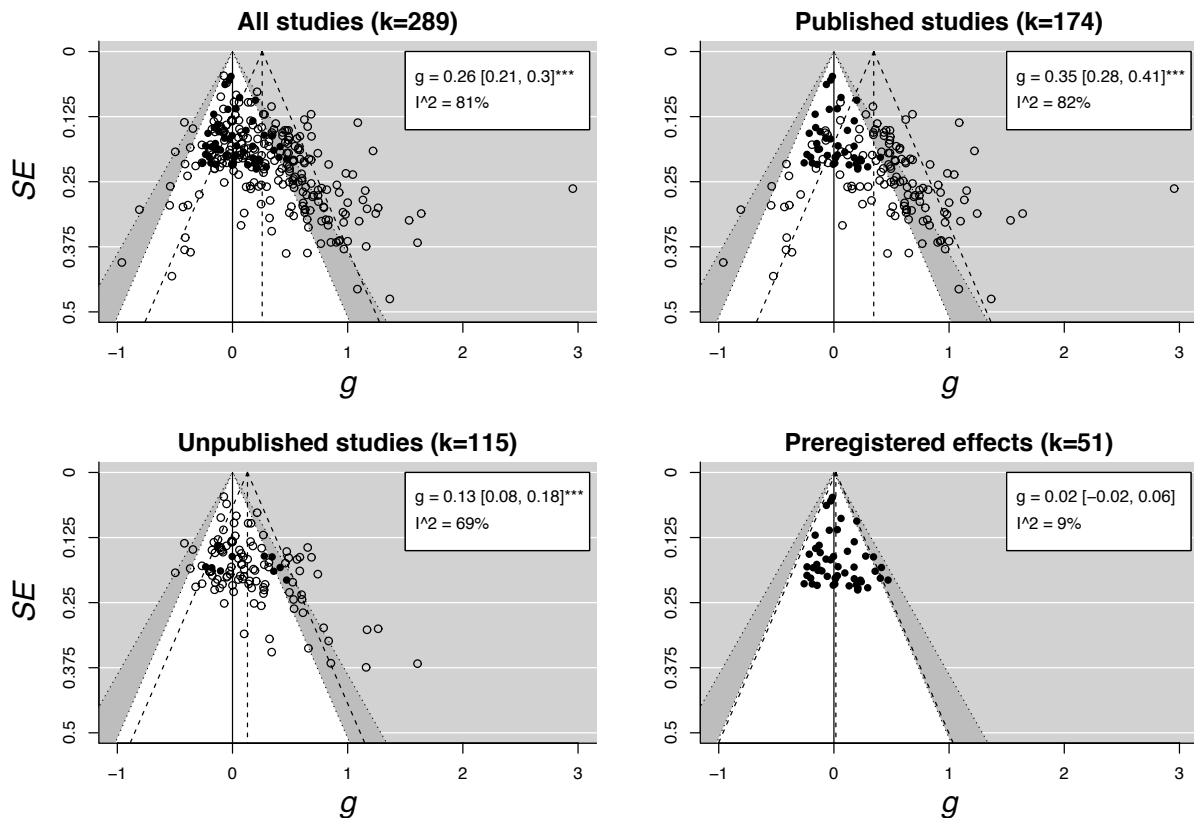 All studies (k=289)
0
0.125
0.25
0.375
0.5
SE
g = 0.26 [0.21, 0.3]***
I^2 = 81%
−1
0
1
2
3
g
Published studies (k=174)
0
0.125
0.25
0.375
0.5
g = 0.35 [0.28, 0.41]***
I^2 = 82%
−1
0
1
2
3
g
Unpublished studies (k=115)
0
0.125
0.25
0.375
0.5
SE
g = 0.13 [0.08, 0.18]***
I^2 = 69%
−1
0
1
2
3
g
Preregistered effects (k=51)
0
0.125
0.25
0.375
0.5
g = 0.02 [−0.02, 0.06]
I^2 = 9%
−1
0
1
2
3
g